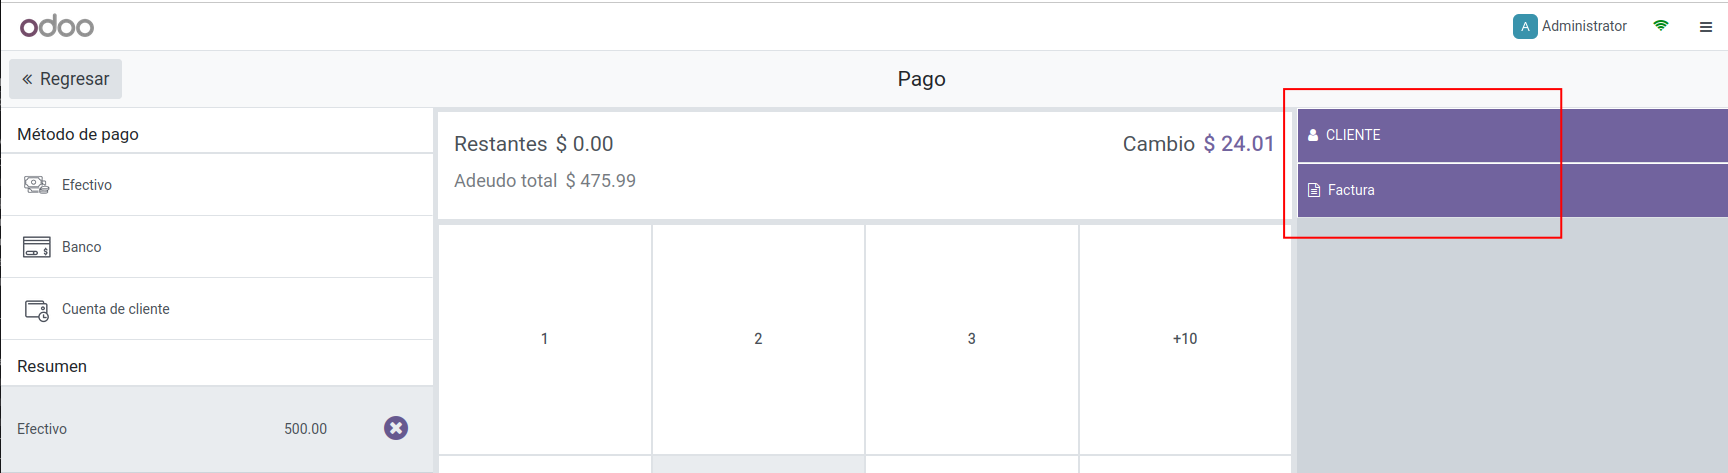 odoo
A Administrator
Regresar
Pago
Método de pago
Efectivo
Banco
Cuenta de cliente
Resumen
Efectivo 500.00
Restantes $ 0.00 Cambio $ 24.01
Adeudo total $ 475.99
1 2 3 +10
CLIENTE
Factura